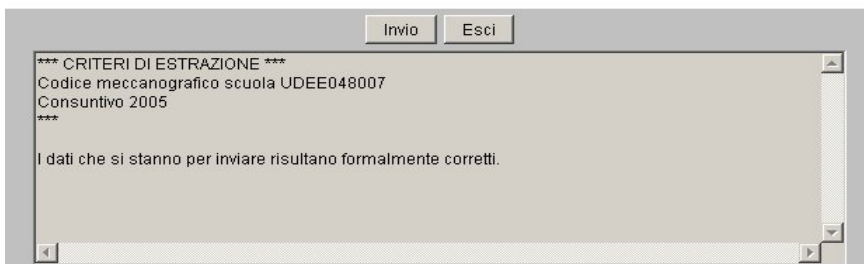 Invio Esci
*** CRITERI DI ESTRAZIONE ***
Codice meccanografico scuola UDEE048007
Consuntivo 2005
***
I dati che si stanno per inviare risultano formalmente corretti.